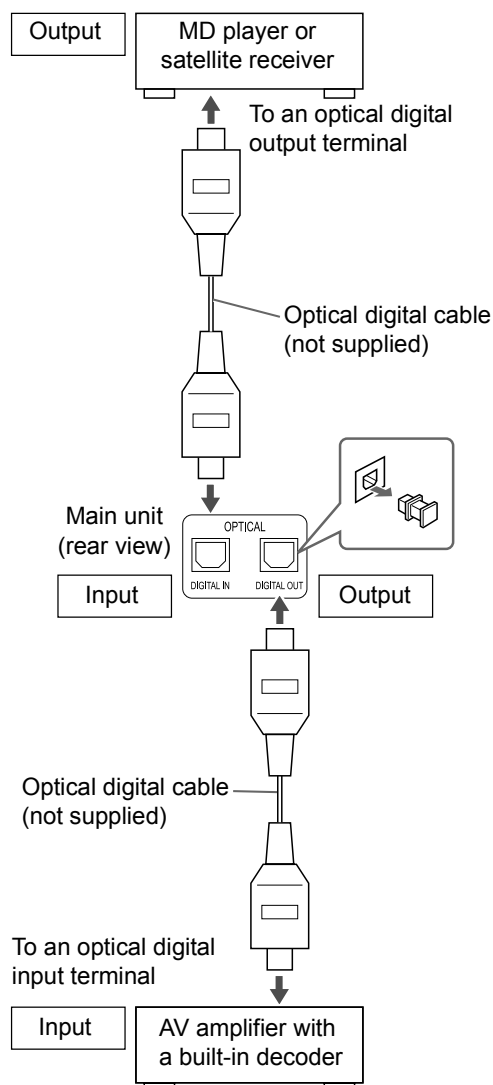 Output
MD player or
satellite receiver
To an optical digital
output terminal
Optical digital cable
(not supplied)
Main unit
(rear view)
OPTICAL
DIGITAL IN
DIGITAL OUT
Input
Output
Optical digital cable
(not supplied)
To an optical digital
input terminal
Input
AV amplifier with
a built-in decoder